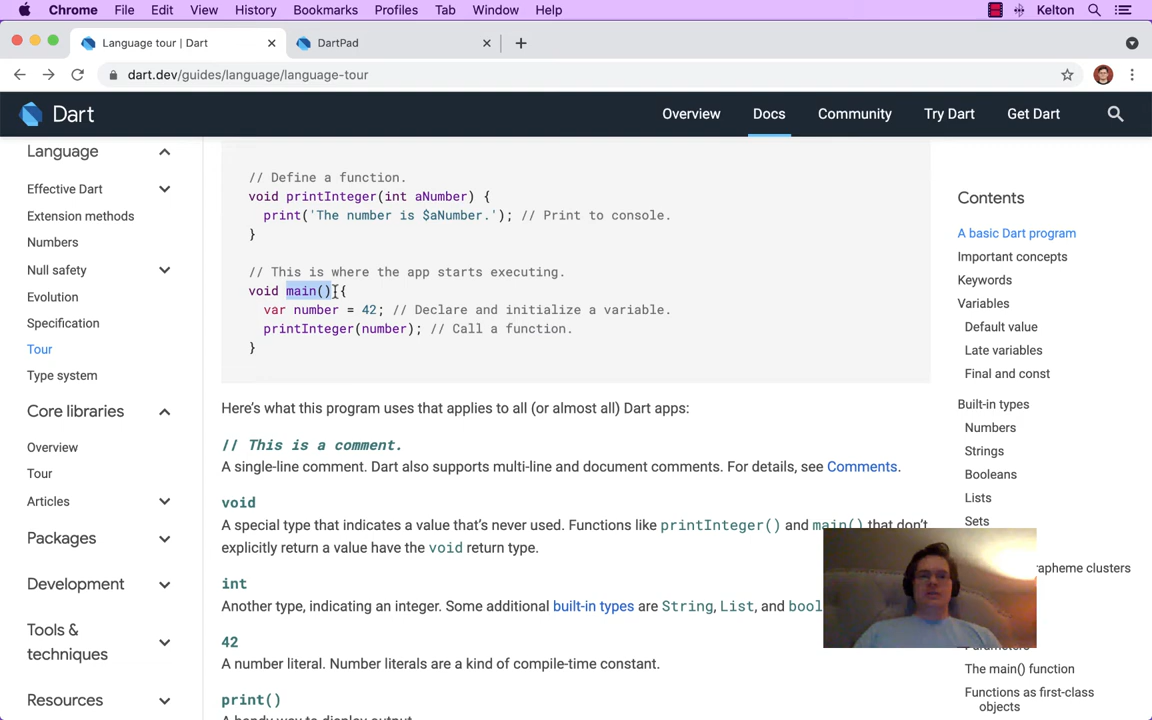 Chrome File Edit View History Bookmarks Profiles Tab Window Help Kelton
Language tour | Dart DartPad
dart.dev/guides/language/language-tour
Dart Overview Docs Community Try Dart Get Dart
Language
Effective Dart
Extension methods
Numbers
Null safety
Evolution
Specification
Tour
Type system
Core libraries
Overview
Tour
Articles
Packages
Development
Tools &
techniques
Resources
// Define a function.
void printInteger(int aNumber) {
print('The number is $aNumber.'); // Print to console.
}
// This is where the app starts executing.
void main() {
var number = 42; // Declare and initialize a variable.
printInteger(number); // Call a function.
}
Here's what this program uses that applies to all (or almost all) Dart apps:
// This is a comment.
A single-line comment. Dart also supports multi-line and document comments. For details, see Comments.
void
A special type that indicates a value that's never used. Functions like printInteger() and main() that don't
explicitly return a value have the void return type.
int
Another type, indicating an integer. Some additional built-in types are String, List, and bool
42
A number literal. Number literals are a kind of compile-time constant.
print()
A handy way to display output.
Contents
A basic Dart program
Important concepts
Keywords
Variables
Default value
Late variables
Final and const
Built-in types
Numbers
Strings
Booleans
Lists
Sets
apheme clusters
Parameters
The main() function
Functions as first-class
objects